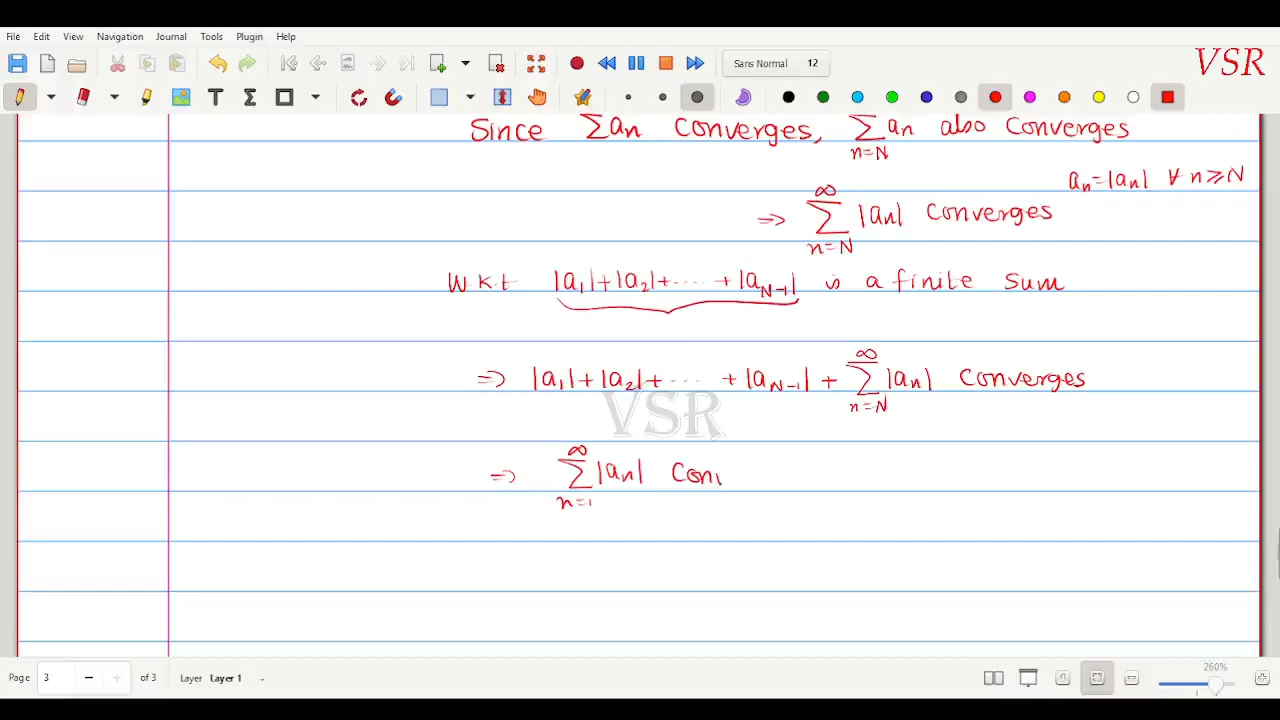 File Edit View Navigation Journal Tools Plugin Help
VSR
Sans Normal 12
Since Σan Converges, Σ n=N an also Converges
an=|an| ∀ n≥N
⇒ ∞ Σ n=N |an| Converges
W.K.t |a1|+|a2|+.....+|aN-1| is a finite sum
⇒ |a1|+|a2|+.....+|aN-1|+ ∞ Σ n=N |an| Converges
VSR
⇒ ∞ Σ n=1 |an| Con
Page 3 of 3 Layer Layer 1 260%